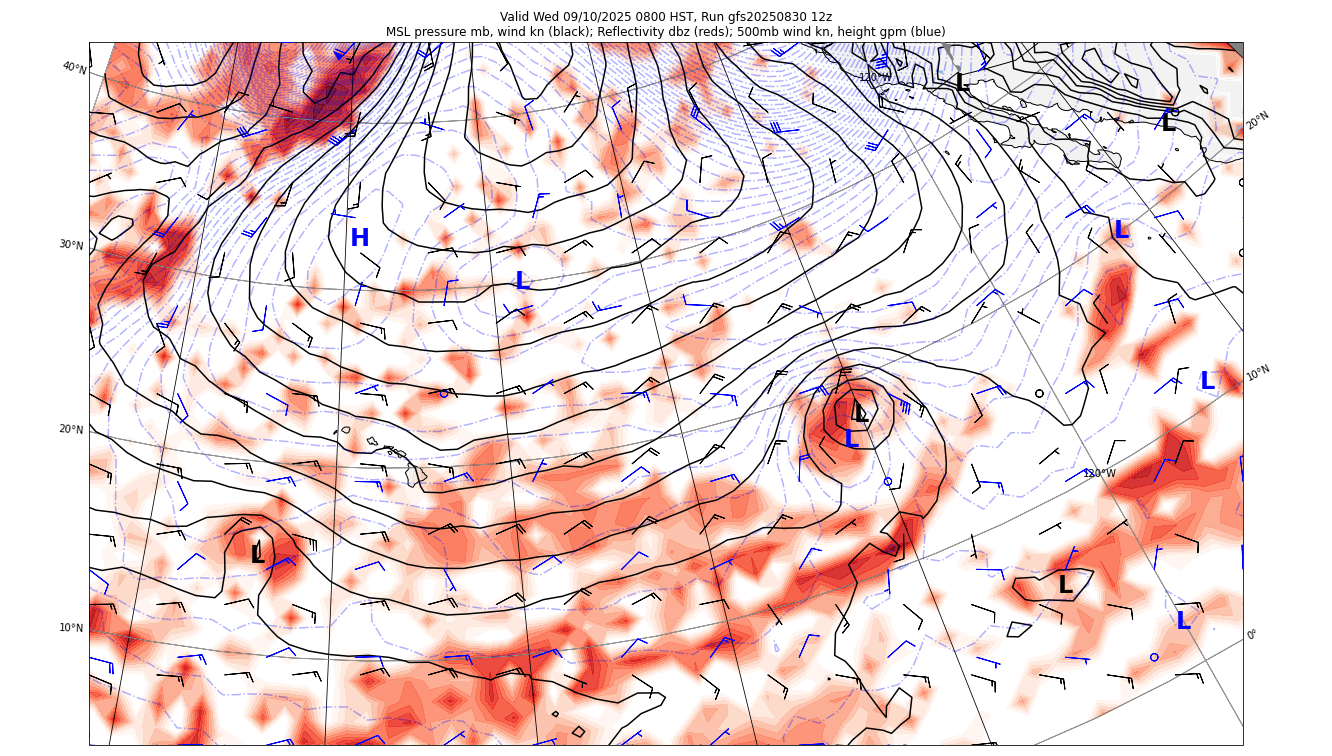 Valid Wed 09/10/2025 0800 HST, Run gfs20250830 12z
MSL pressure mb, wind kn (black); Reflectivity dbz (reds); 500mb wind kn, height gpm (blue)
40°N
120°W
L
L
20°N
30°N
H
L
L
10°N
L
20°N
L
L
120°W
L
L
10°N
L
0°